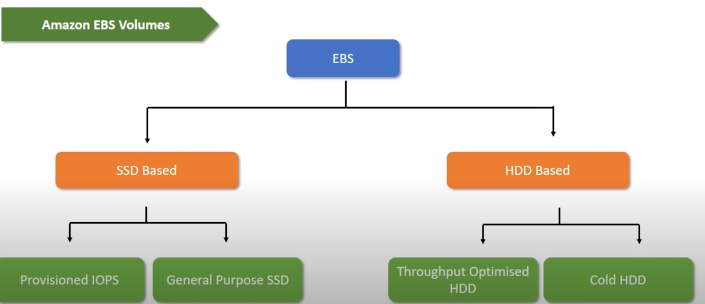 Amazon EBS Volumes
EBS
SSD Based
HDD Based
Provisioned IOPS
General Purpose SSD
Throughput Optimised
HDD
Cold HDD